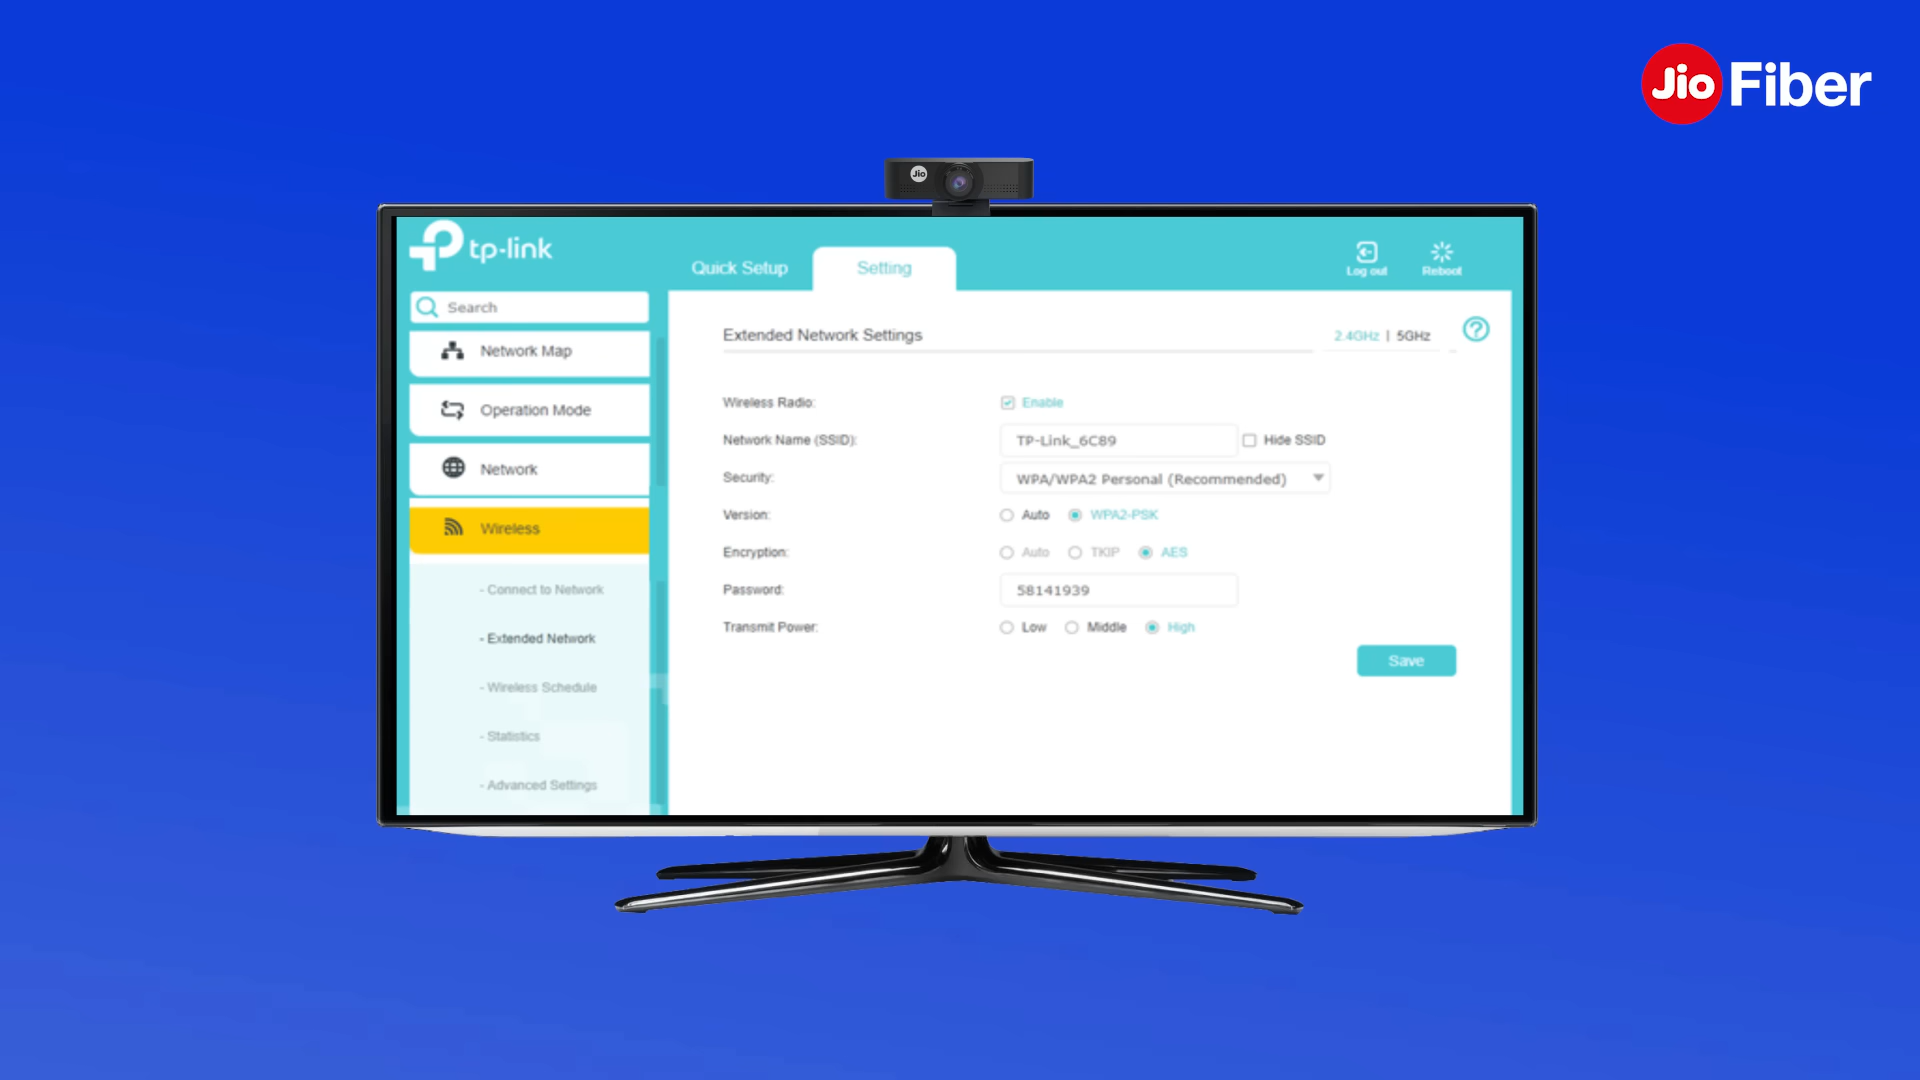 Jio Fiber
Jio
tp-link
Quick Setup
Setting
Log out
Reboot
Search
Network Map
Operation Mode
Network
Wireless
- Connect to Network
- Extended Network
- Wireless Schedule
- Statistics
- Advanced Settings
Extended Network Settings
2.4GHz | 5GHz
?
Wireless Radio: Enable
Network Name (SSID): TP-Link_6C89 Hide SSID
Security: WPA/WPA2 Personal (Recommended)
Version: Auto WPA2-PSK
Encryption: Auto TKIP AES
Password: 58141939
Transmit Power: Low Middle High
Save